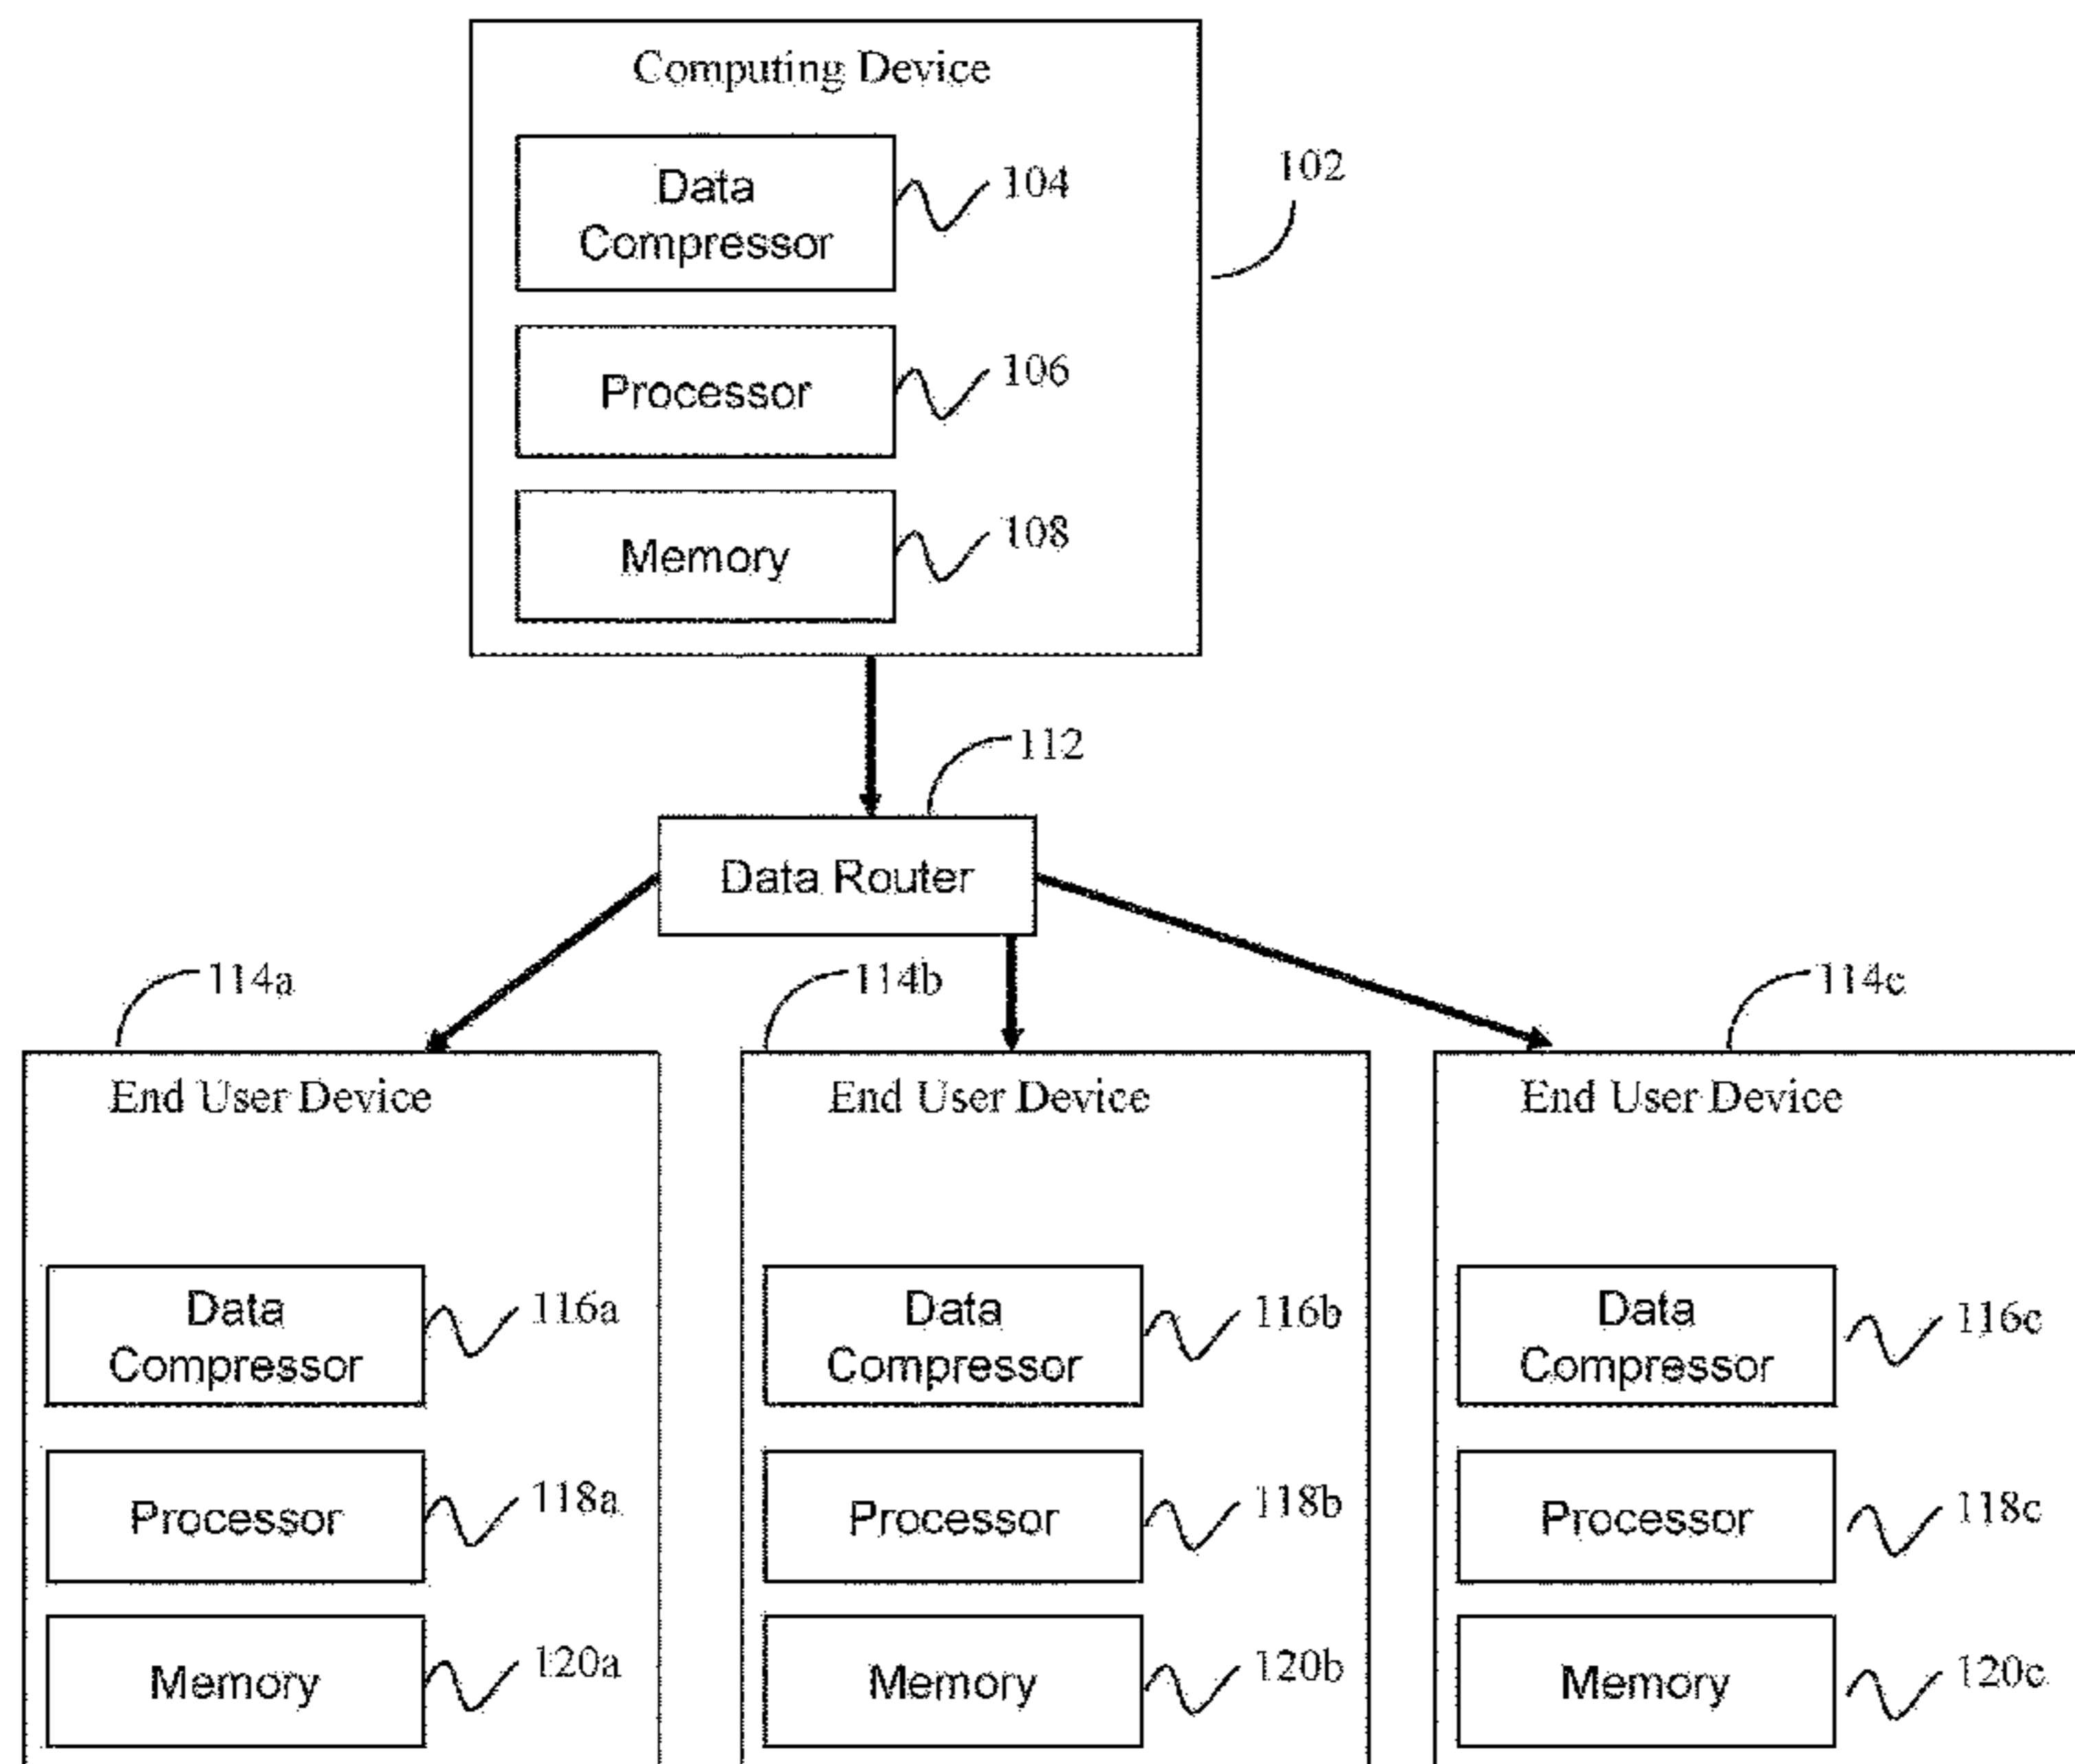 Computing Device
Data
Compressor
104
102
Processor
106
Memory
108
112
Data Router
114a
114b
114c
End User Device
End User Device
End User Device
Data
Compressor
116a
Data
Compressor
116b
Data
Compressor
116c
Processor
118a
Processor
118b
Processor
118c
Memory
120a
Memory
120b
Memory
120c